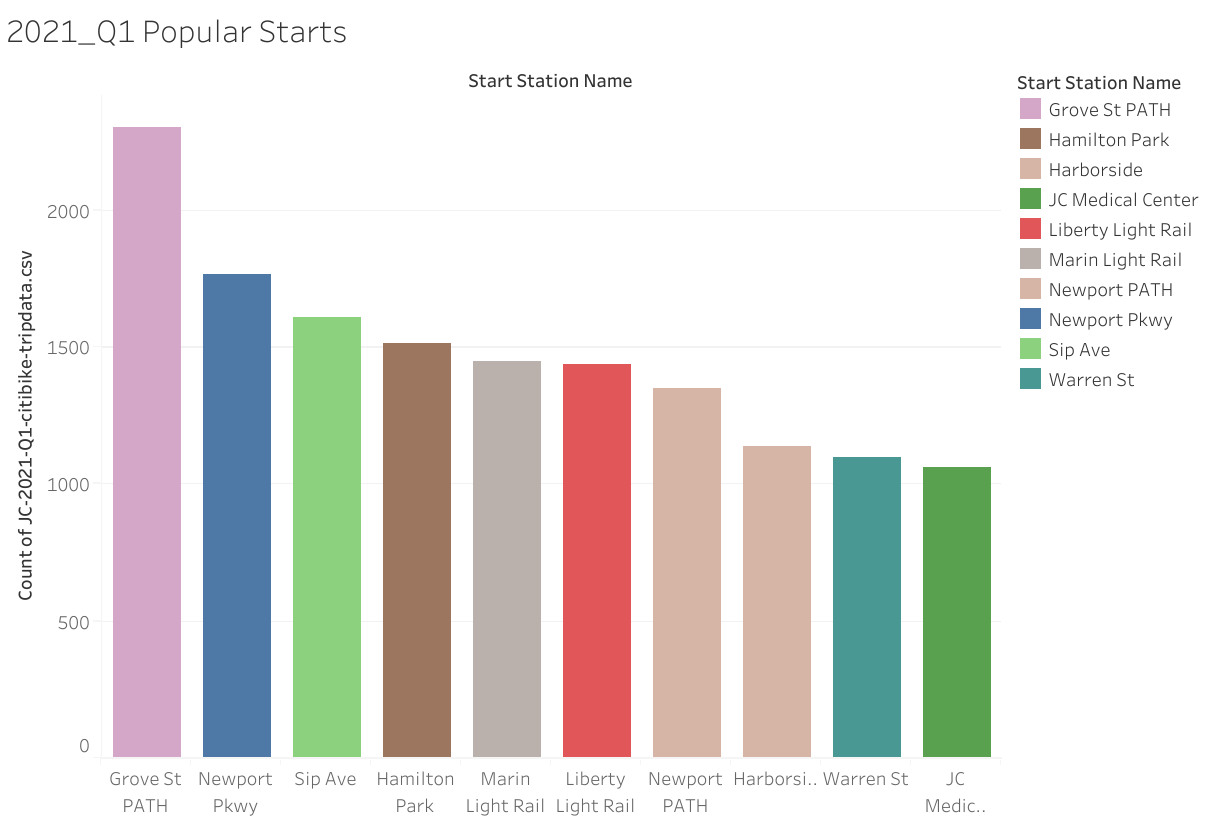 2021_Q1 Popular Starts
Start Station Name
Count of JC-2021-Q1-citibike-tripdata.csv
2000
1500
1000
500
0
Grove St
PATH
Newport
Pkwy
Sip Ave
Hamilton
Park
Marin
Light Rail
Liberty
Light Rail
Newport
PATH
Harborsi..
Warren St
JC
Medic..
Start Station Name
Grove St PATH
Hamilton Park
Harborside
JC Medical Center
Liberty Light Rail
Marin Light Rail
Newport PATH
Newport Pkwy
Sip Ave
Warren St